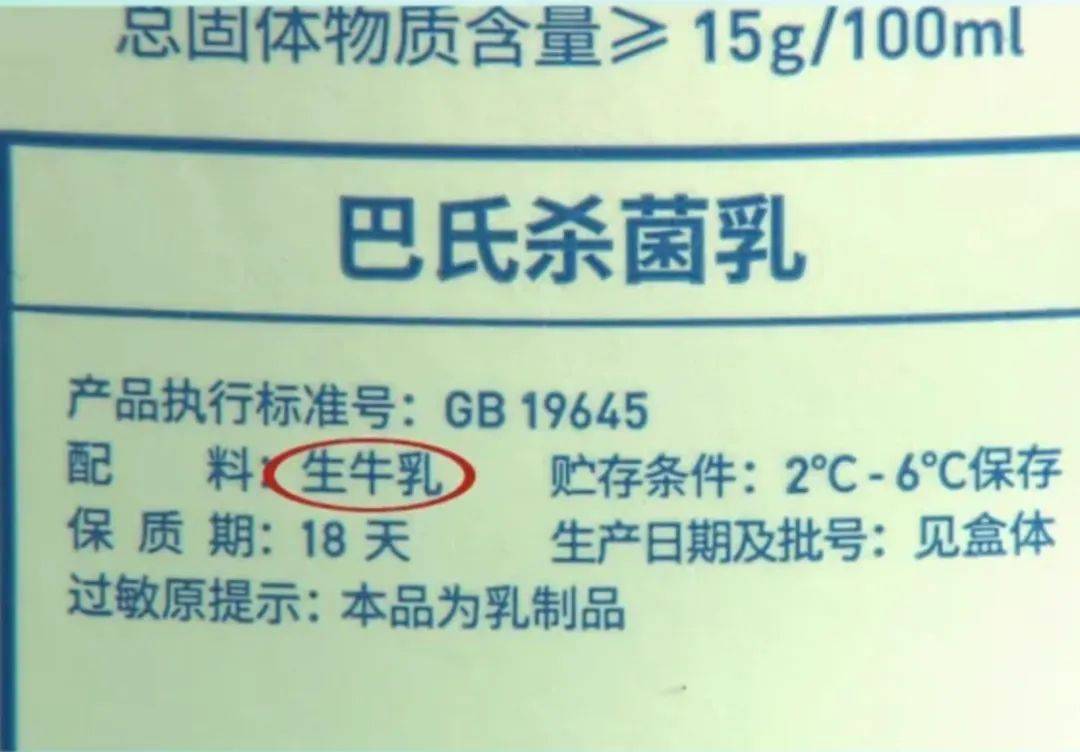 总固体物质含量≥15g/100ml
巴氏杀菌乳
产品执行标准号：GB 19645
配 料：生牛乳 贮存条件：2℃-6℃保存
保 质 期：18 天 生产日期及批号：见盒体
过敏原提示：本品为乳制品